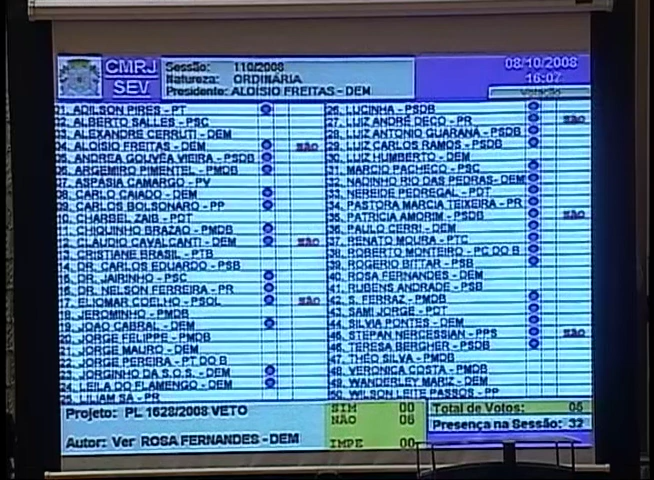 CMRJ
SEV
Sessão: 110/2008
Natureza: ORDINÁRIA
Presidente: ALOÍSIO FREITAS - DEM
08/10/2008
16:07
Votação
01. ADILSON PIRES - PT
02. ALBERTO SALLES - PSC
03. ALEXANDRE CERRUTI - DEM
04. ALOÍSIO FREITAS - DEM NÃO
05. ANDREA GOUVÊA VIEIRA - PSDB
06. ARGEMIRO PIMENTEL - PMDB
07. ASPASIA CAMARGO - PV
08. CARLO CAIADO - DEM
09. CARLOS BOLSONARO - PP
10. CHARBEL ZAIB - PDT
11. CHIQUINHO BRAZÃO - PMDB
12. CLAUDIO CAVALCANTI - DEM NÃO
13. CRISTIANE BRASIL - PTB
14. DR. CARLOS EDUARDO - PSB
15. DR. JAIRINHO - PSC
16. DR. NELSON FERREIRA - PR
17. ELIOMAR COELHO - PSOL NÃO
18. JEROMINHO - PMDB
19. JOÃO CABRAL - DEM
20. JORGE FELIPPE - PMDB
21. JORGE MAURO - DEM
22. JORGE PEREIRA - PT DO B
23. JORGINHO DA S.O.S. - DEM
24. LEILA DO FLAMENGO - DEM
25. LILIAM SÁ - PR
26. LUCINHA - PSDB
27. LUIZ ANDRÉ DECO - PR NÃO
28. LUIZ ANTONIO GUARANÁ - PSDB
29. LUIZ CARLOS RAMOS - PSDB
30. LUIZ HUMBERTO - DEM
31. MARCIO PACHECO - PSC
32. NADINHO RIO DAS PEDRAS - DEM
33. NEREIDE PEDREGAL - PDT
34. PASTORA MARCIA TEIXEIRA - PR
35. PATRÍCIA AMORIM - PSDB NÃO
36. PAULO CERRI - DEM
37. RENATO MOURA - PTC
38. ROBERTO MONTEIRO - PC DO B
39. ROGERIO BITTAR - PSB
40. ROSA FERNANDES - DEM
41. RUBENS ANDRADE - PSB
42. S. FERRAZ - PMDB
43. SAMI JORGE - PDT
44. SILVIA PONTES - DEM
45. STEPAN NERCESSIAN - PPS NÃO
46. TERESA BERGHER - PSDB
47. THÉO SILVA - PMDB
48. VERONICA COSTA - PMDB
49. WANDERLEY MARIZ - DEM
50. WILSON LEITE PASSOS - PP
Projeto: PL 1628/2008 VETO
Autor: Ver ROSA FERNANDES - DEM
SIM 00
NÃO 06
IMPE 00
Total de Votos: 06
Presença na Sessão: 32